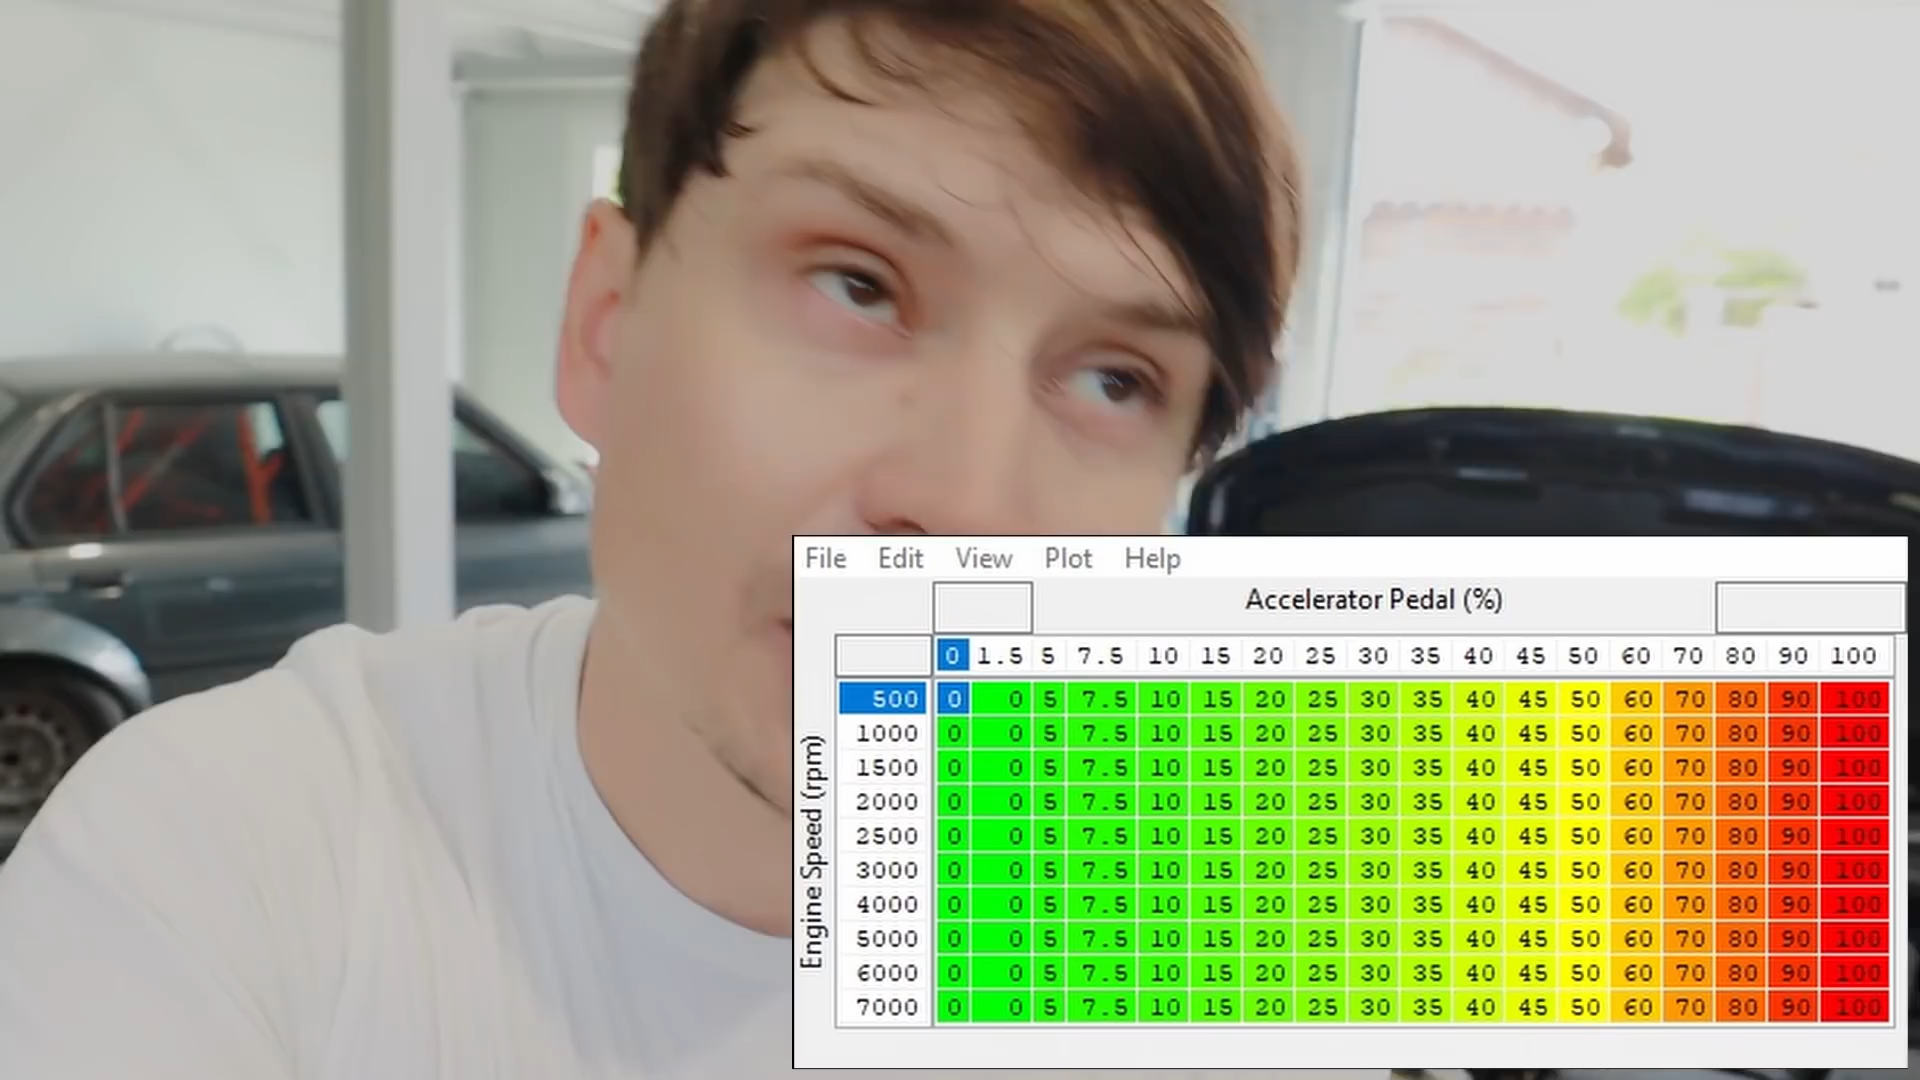 File Edit View Plot Help
Accelerator Pedal (%)
0 1.5 5 7.5 10 15 20 25 30 35 40 45 50 60 70 80 90 100
Engine Speed (rpm)
500 0 0 5 7.5 10 15 20 25 30 35 40 45 50 60 70 80 90 100
1000 0 0 5 7.5 10 15 20 25 30 35 40 45 50 60 70 80 90 100
1500 0 0 5 7.5 10 15 20 25 30 35 40 45 50 60 70 80 90 100
2000 0 0 5 7.5 10 15 20 25 30 35 40 45 50 60 70 80 90 100
2500 0 0 5 7.5 10 15 20 25 30 35 40 45 50 60 70 80 90 100
3000 0 0 5 7.5 10 15 20 25 30 35 40 45 50 60 70 80 90 100
4000 0 0 5 7.5 10 15 20 25 30 35 40 45 50 60 70 80 90 100
5000 0 0 5 7.5 10 15 20 25 30 35 40 45 50 60 70 80 90 100
6000 0 0 5 7.5 10 15 20 25 30 35 40 45 50 60 70 80 90 100
7000 0 0 5 7.5 10 15 20 25 30 35 40 45 50 60 70 80 90 100